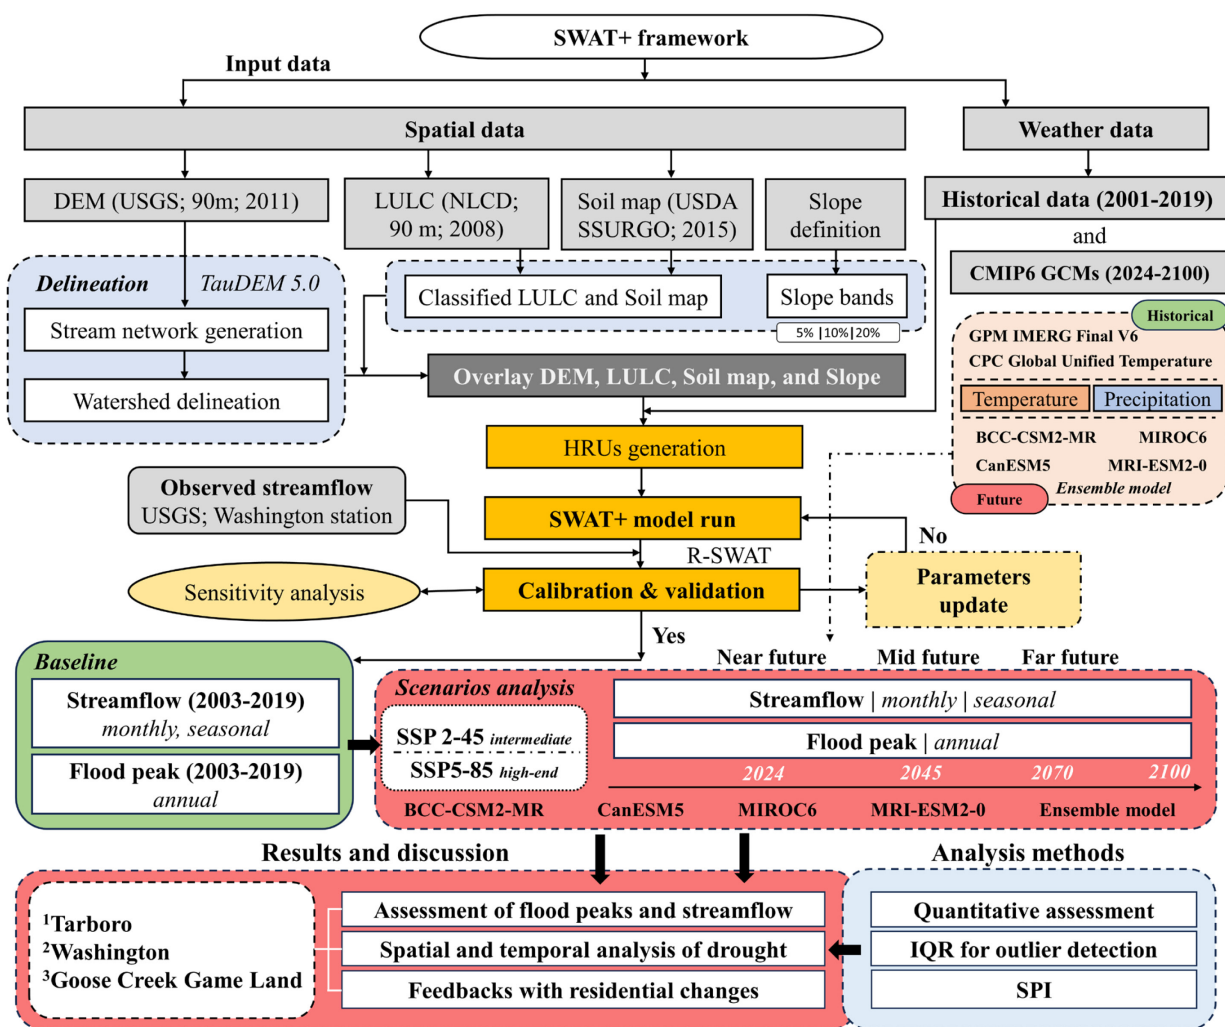 SWAT+ framework
Input data
Spatial data
Weather data
DEM (USGS; 90m; 2011)
LULC (NLCD;
90 m; 2008)
Soil map (USDA
SSURGO; 2015)
Slope
definition
Historical data (2001-2019)
and
CMIP6 GCMs (2024-2100)
Delineation
TauDEM 5.0
Stream network generation
Watershed delineation
Classified LULC and Soil map
Slope bands
5% |10%|20%
Historical
GPM IMERG Final V6
CPC Global Unified Temperature
Temperature
Precipitation
BCC-CSM2-MR
MIROC6
CanESM5
MRI-ESM2-0
Ensemble model
Future
Overlay DEM, LULC, Soil map, and Slope
HRUs generation
Observed streamflow
USGS; Washington station
SWAT+ model run
No
R-SWAT
Sensitivity analysis
Calibration & validation
Parameters
update
Yes
Baseline
Streamflow (2003-2019)
monthly, seasonal
Flood peak (2003-2019)
annual
Near future
Mid future
Far future
Scenarios analysis
Streamflow | monthly | seasonal
SSP 2-45 intermediate
SSP5-85 high-end
Flood peak | annual
2024
2045
2070
2100
BCC-CSM2-MR
CanESM5
MIROC6
MRI-ESM2-0
Ensemble model
Results and discussion
Analysis methods
1Tarboro
2Washington
3Goose Creek Game Land
Assessment of flood peaks and streamflow
Spatial and temporal analysis of drought
Feedbacks with residential changes
Quantitative assessment
IQR for outlier detection
SPI